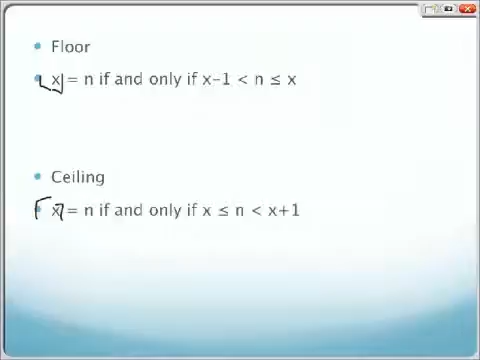 Floor
⌊x⌋ = n if and only if x-1 < n ≤ x
Ceiling
⌈x⌉ = n if and only if x ≤ n < x+1